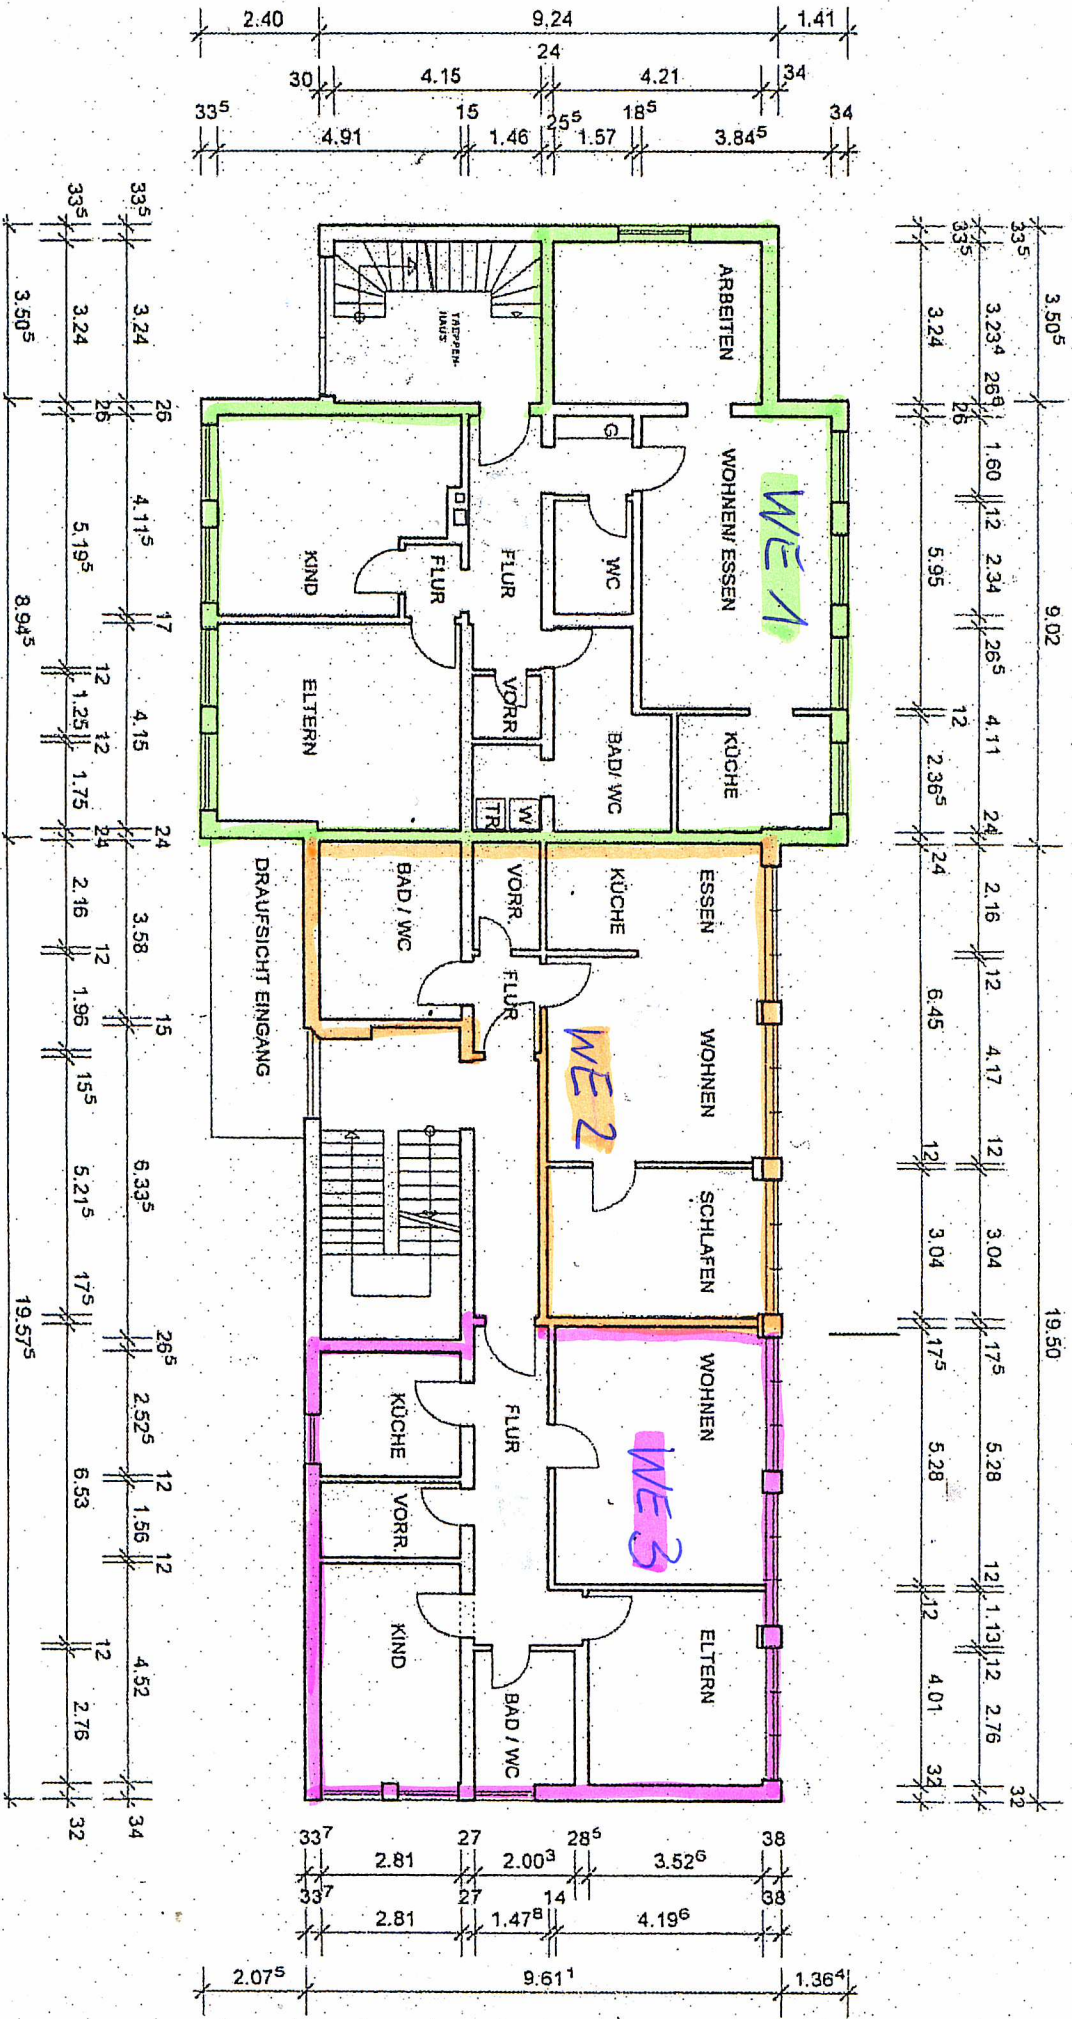 2.40 9.24 1.41
24
30 4.15 4.21 34
33⁵ 15 25⁵ 18⁵ 34
4.91 1.46 1.57 3.84⁵
33⁵ 3.50⁵
33⁵ 3.23⁴ 26⁶ 1.60 12 2.34 26⁵ 4.11 24 2.16 12 4.17 12 3.04 17⁵ 5.28 12 1.13 12 2.76 32
3.24 26 5.95 12 2.36⁵ 24 6.45 12 3.04 17⁵ 5.28 12 4.01 32
9.02 19.50
ARBEITEN
TREPPEN-
HAUS
WOHNEN/ ESSEN
WE 1
G
WC
FLUR
FLUR
KIND
ELTERN
VORR
BAD/ WC
KÜCHE
W
TR
DRAUFSICHT EINGANG
BAD / WC
VORR.
KÜCHE
ESSEN
FLUR
WOHNEN
WE 2
SCHLAFEN
WOHNEN
WE 3
FLUR
KÜCHE
VORR.
KIND
BAD / WC
ELTERN
33⁵ 3.24 26 4.11⁵ 17 4.15 24 3.58 15 6.33⁵ 26⁵ 2.52⁵ 12 1.56 12 4.52 34
33⁵ 3.24 26 5.19⁵ 12 1.25 12 1.75 24 2.16 12 1.96 15⁵ 5.21⁵ 17⁵ 6.53 12 2.76 32
3.50⁵ 8.94⁵ 19.57⁵
33⁷ 27 28⁵ 38
2.81 2.00³ 3.52⁶
33⁷ 27 14 38
2.81 1.47⁸ 4.19⁶
2.07⁵ 9.61¹ 1.36⁴